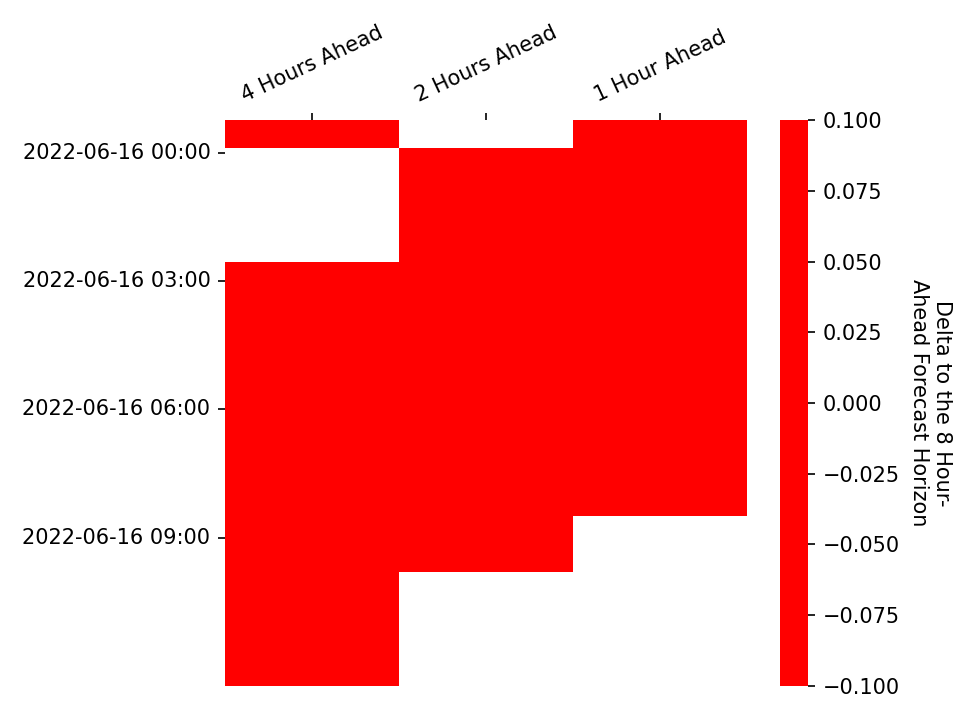 4 Hours Ahead
2 Hours Ahead
1 Hour Ahead
2022-06-16 00:00
2022-06-16 03:00
2022-06-16 06:00
2022-06-16 09:00
0.100
0.075
0.050
0.025
0.000
−0.025
−0.050
−0.075
−0.100
Delta to the 8 Hour-
Ahead Forecast Horizon